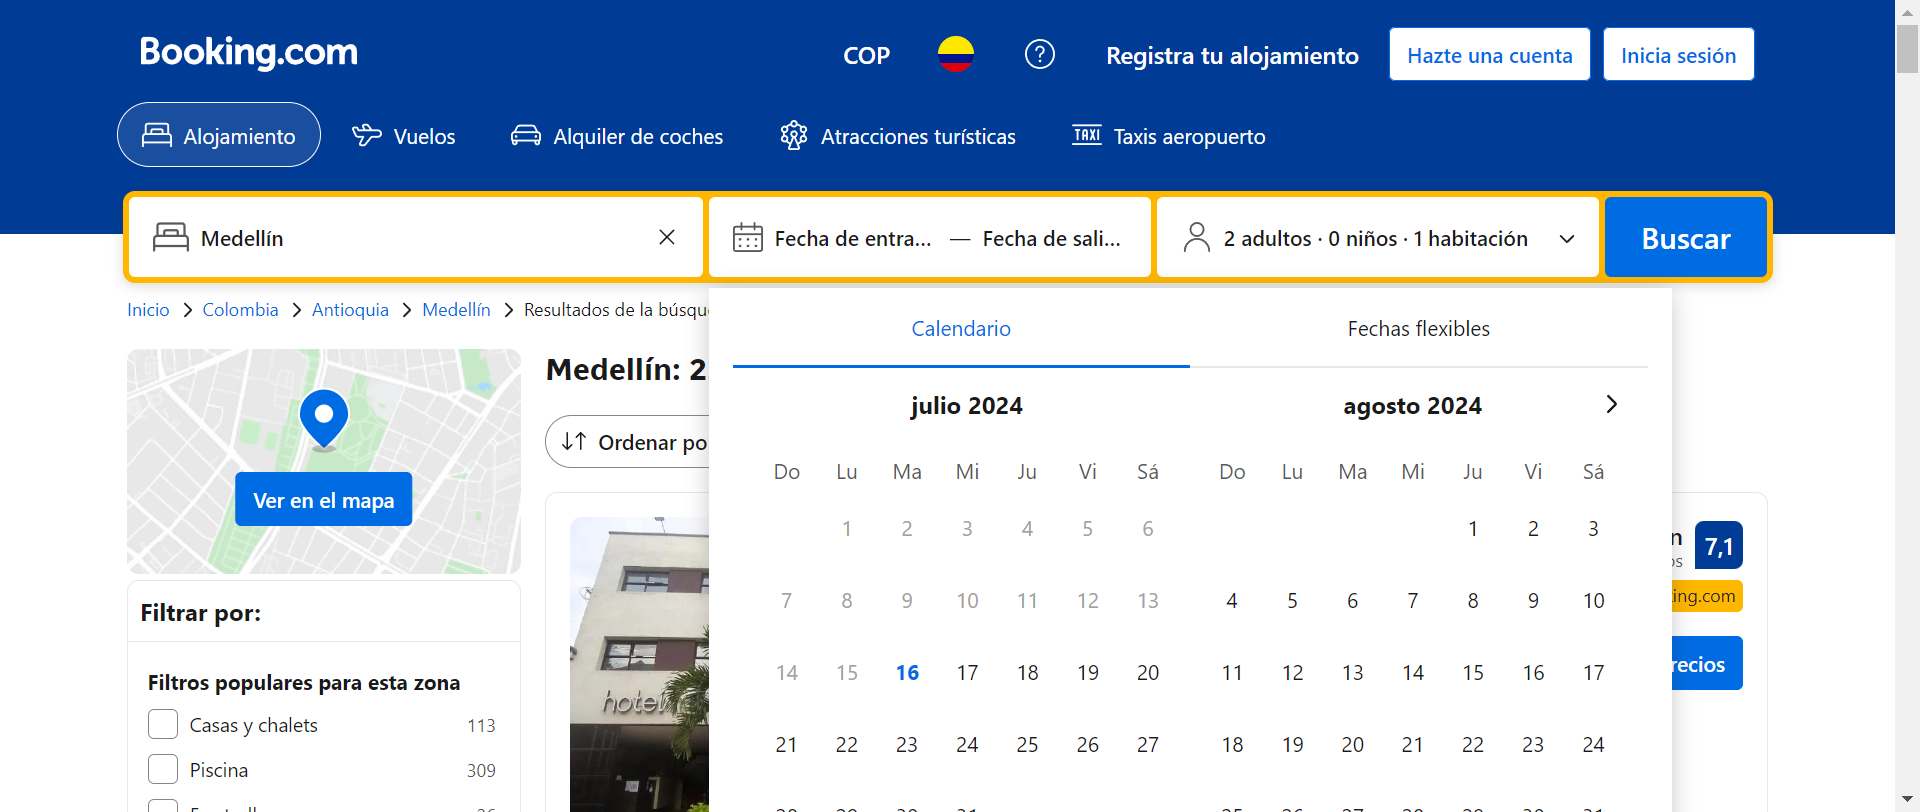 Booking.com
COP
Registra tu alojamiento
Hazte una cuenta
Inicia sesión
Alojamiento
Vuelos
Alquiler de coches
Atracciones turísticas
TAXI
Taxis aeropuerto
Medellín
Fecha de entra... — Fecha de sali...
2 adultos · 0 niños · 1 habitación
Buscar
Inicio > Colombia > Antioquia > Medellín > Resultados de la búsqu
Calendario
Fechas flexibles
Ver en el mapa
Medellín: 2
Ordenar po
julio 2024
Do Lu Ma Mi Ju Vi Sá
1 2 3 4 5 6
7 8 9 10 11 12 13
14 15 16 17 18 19 20
21 22 23 24 25 26 27
agosto 2024
Do Lu Ma Mi Ju Vi Sá
1 2 3
4 5 6 7 8 9 10
11 12 13 14 15 16 17
18 19 20 21 22 23 24
n
os
7,1
ing.com
recios
hotel
Filtrar por:
Filtros populares para esta zona
Casas y chalets 113
Piscina 309